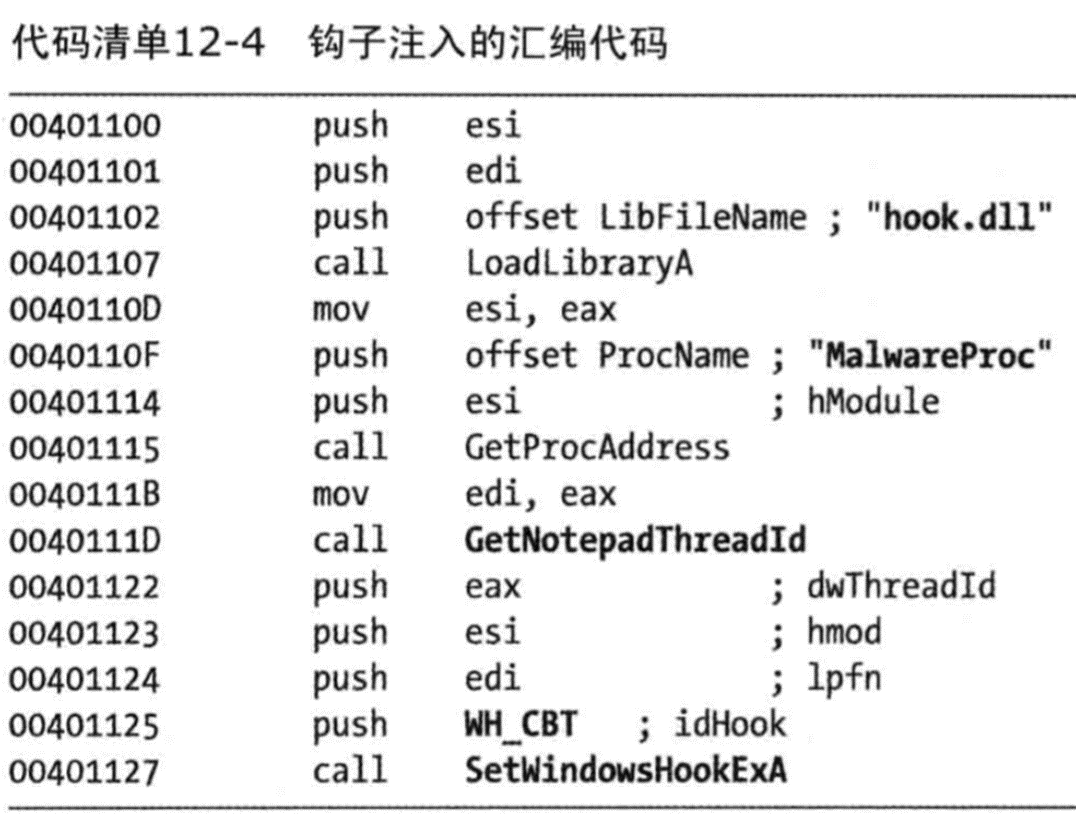 代码清单12-4 钩子注入的汇编代码
00401100 push esi
00401101 push edi
00401102 push offset LibFileName ; "hook.dll"
00401107 call LoadLibraryA
0040110D mov esi, eax
0040110F push offset ProcName ; "MalwareProc"
00401114 push esi ; hModule
00401115 call GetProcAddress
0040111B mov edi, eax
0040111D call GetNotepadThreadId
00401122 push eax ; dwThreadId
00401123 push esi ; hmod
00401124 push edi ; lpfn
00401125 push WH_CBT ; idHook
00401127 call SetWindowsHookExA